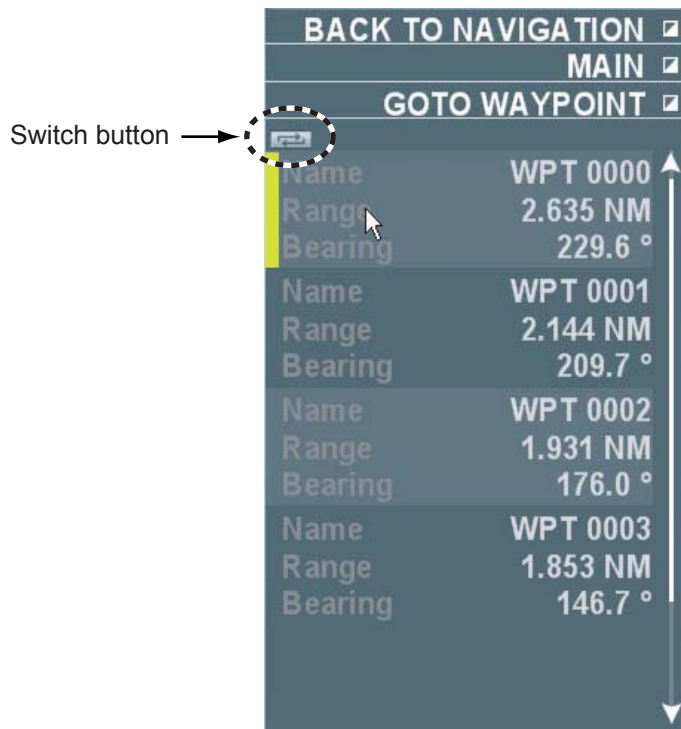 BACK TO NAVIGATION
MAIN
GOTO WAYPOINT
Switch button
Name WPT 0000
Range 2.635 NM
Bearing 229.6 °
Name WPT 0001
Range 2.144 NM
Bearing 209.7 °
Name WPT 0002
Range 1.931 NM
Bearing 176.0 °
Name WPT 0003
Range 1.853 NM
Bearing 146.7 °